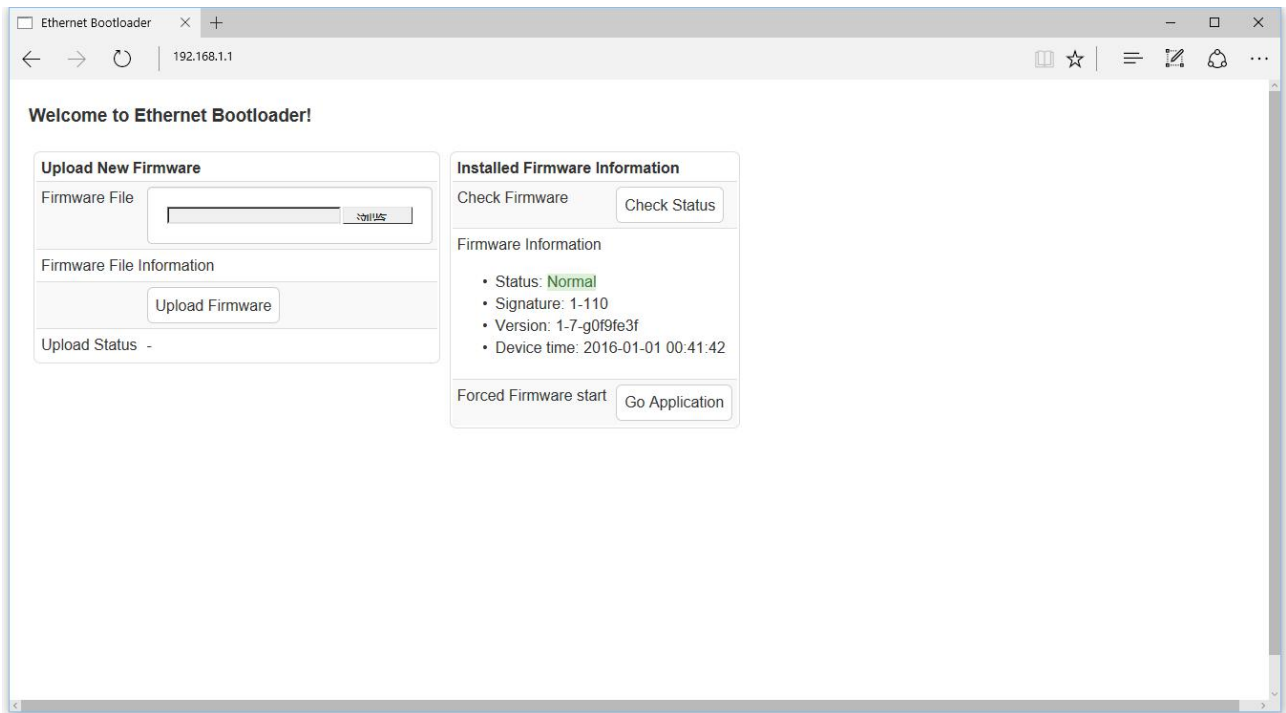 Ethernet Bootloader
192.168.1.1
Welcome to Ethernet Bootloader!
Upload New Firmware
Firmware File
Firmware File Information
Upload Firmware
Upload Status -
Installed Firmware Information
Check Firmware
Check Status
Firmware Information
• Status: Normal
• Signature: 1-110
• Version: 1-7-g0f9fe3f
• Device time: 2016-01-01 00:41:42
Forced Firmware start
Go Application